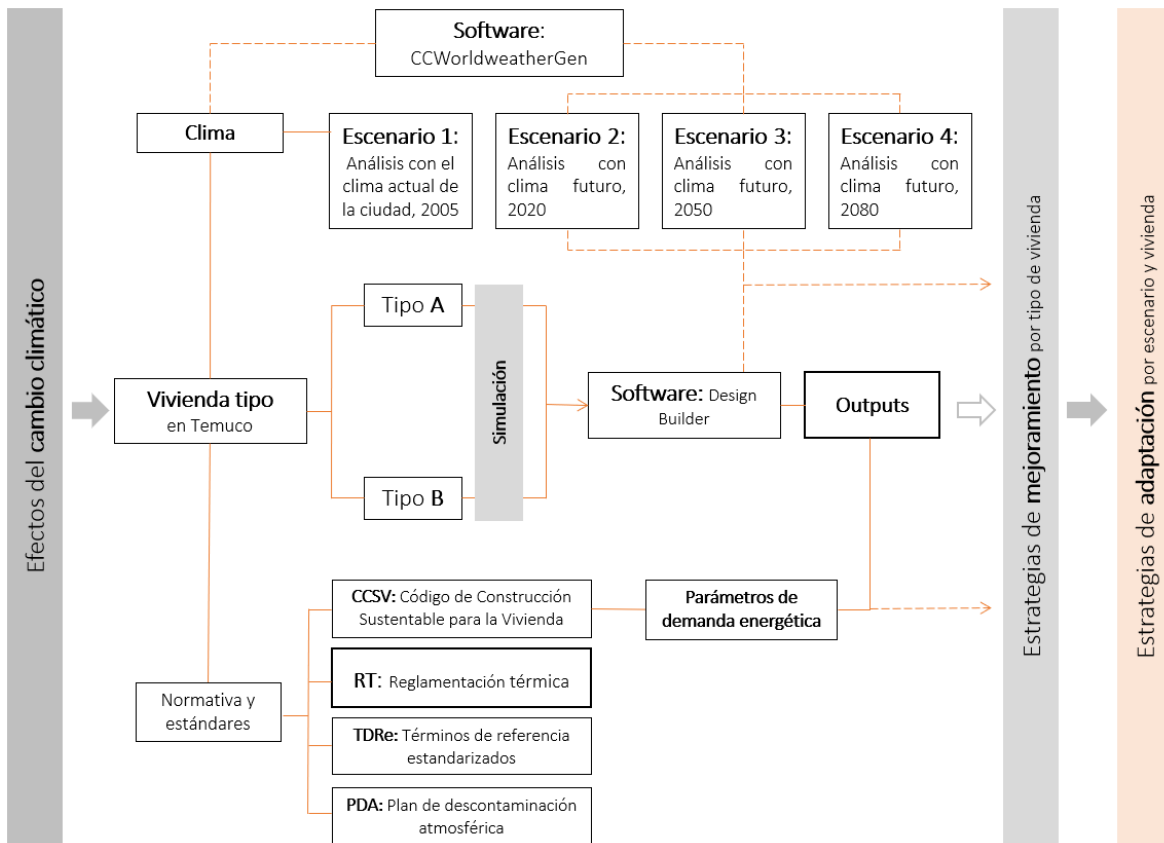 Efectos del cambio climático
Software:
CCWorldweatherGen
Clima
Escenario 1:
Análisis con el
clima actual de
la ciudad, 2005
Escenario 2:
Análisis con
clima futuro,
2020
Escenario 3:
Análisis con
clima futuro,
2050
Escenario 4:
Análisis con
clima futuro,
2080
Tipo A
Simulación
Vivienda tipo
en Temuco
Software: Design
Builder
Outputs
Tipo B
CCSV: Código de Construcción
Sustentable para la Vivienda
Parámetros de
demanda energética
RT: Reglamentación térmica
Normativa y
estándares
TDRe: Términos de referencia
estandarizados
PDA: Plan de descontaminación
atmosférica
Estrategias de mejoramiento por tipo de vivienda
Estrategias de adaptación por escenario y vivienda